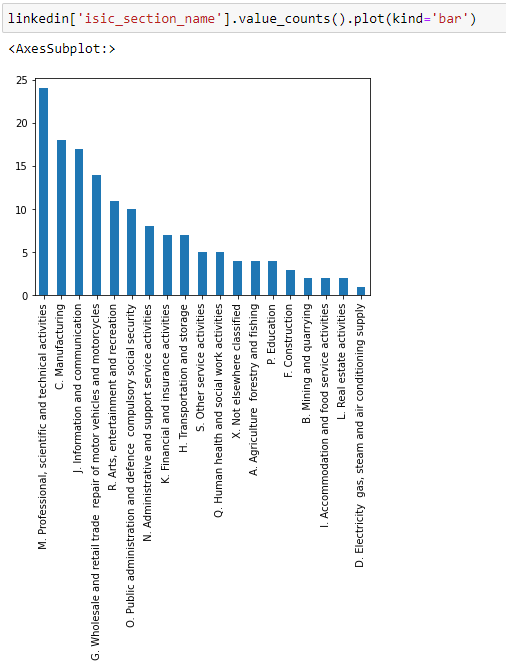 linkedin['isic_section_name'].value_counts().plot(kind='bar')
<AxesSubplot:>
25
20
15
10
5
0
M. Professional, scientific and technical activities
C. Manufacturing
J. Information and communication
G. Wholesale and retail trade  repair of motor vehicles and motorcycles
R. Arts, entertainment and recreation
O. Public administration and defence  compulsory social security
N. Administrative and support service activities
K. Financial and insurance activities
H. Transportation and storage
S. Other service activities
Q. Human health and social work activities
X. Not elsewhere classified
A. Agriculture  forestry and fishing
P. Education
F. Construction
B. Mining and quarrying
I. Accommodation and food service activities
L. Real estate activities
D. Electricity  gas, steam and air conditioning supply